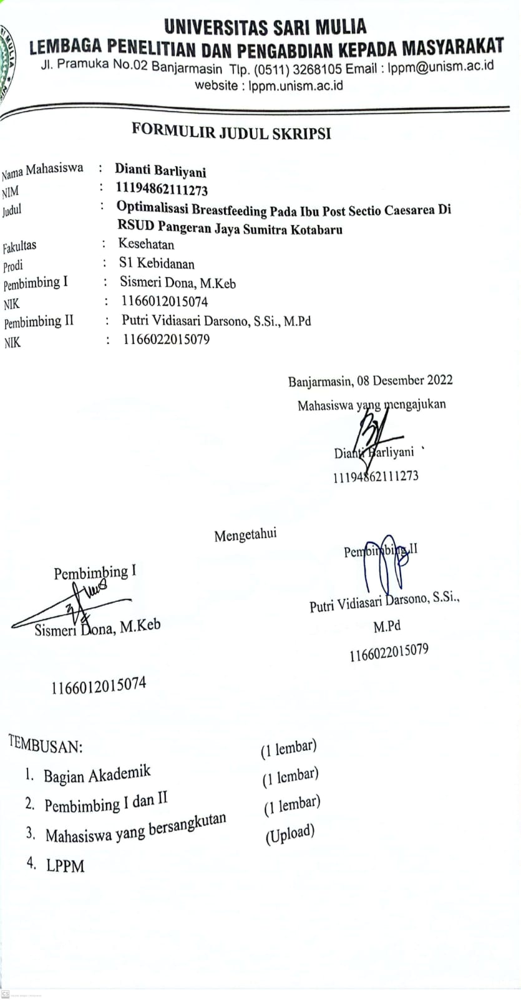 UNIVERSITAS SARI MULIA
LEMBAGA PENELITIAN DAN PENGABDIAN KEPADA MASYARAKAT
Jl. Pramuka No.02 Banjarmasin Tlp. (0511) 3268105 Email : lppm@unism.ac.id
website : lppm.unism.ac.id
FORMULIR JUDUL SKRIPSI
Nama Mahasiswa : Dianti Barliyani
NIM : 11194862111273
Judul : Optimalisasi Breastfeeding Pada Ibu Post Sectio Caesarea Di
RSUD Pangeran Jaya Sumitra Kotabaru
Fakultas : Kesehatan
Prodi : S1 Kebidanan
Pembimbing I : Sismeri Dona, M.Keb
NIK : 1166012015074
Pembimbing II : Putri Vidiasari Darsono, S.Si., M.Pd
NIK : 1166022015079
Banjarmasin, 08 Desember 2022
Mahasiswa yang mengajukan
Dianti Barliyani
11194862111273
Mengetahui
Pembimbing I
Sismeri Dona, M.Keb
1166012015074
Pembimbing II
Putri Vidiasari Darsono, S.Si.,
M.Pd
1166022015079
TEMBUSAN:
1. Bagian Akademik (1 lembar)
2. Pembimbing I dan II (1 lembar)
3. Mahasiswa yang bersangkutan (1 lembar)
4. LPPM (Upload)
CS